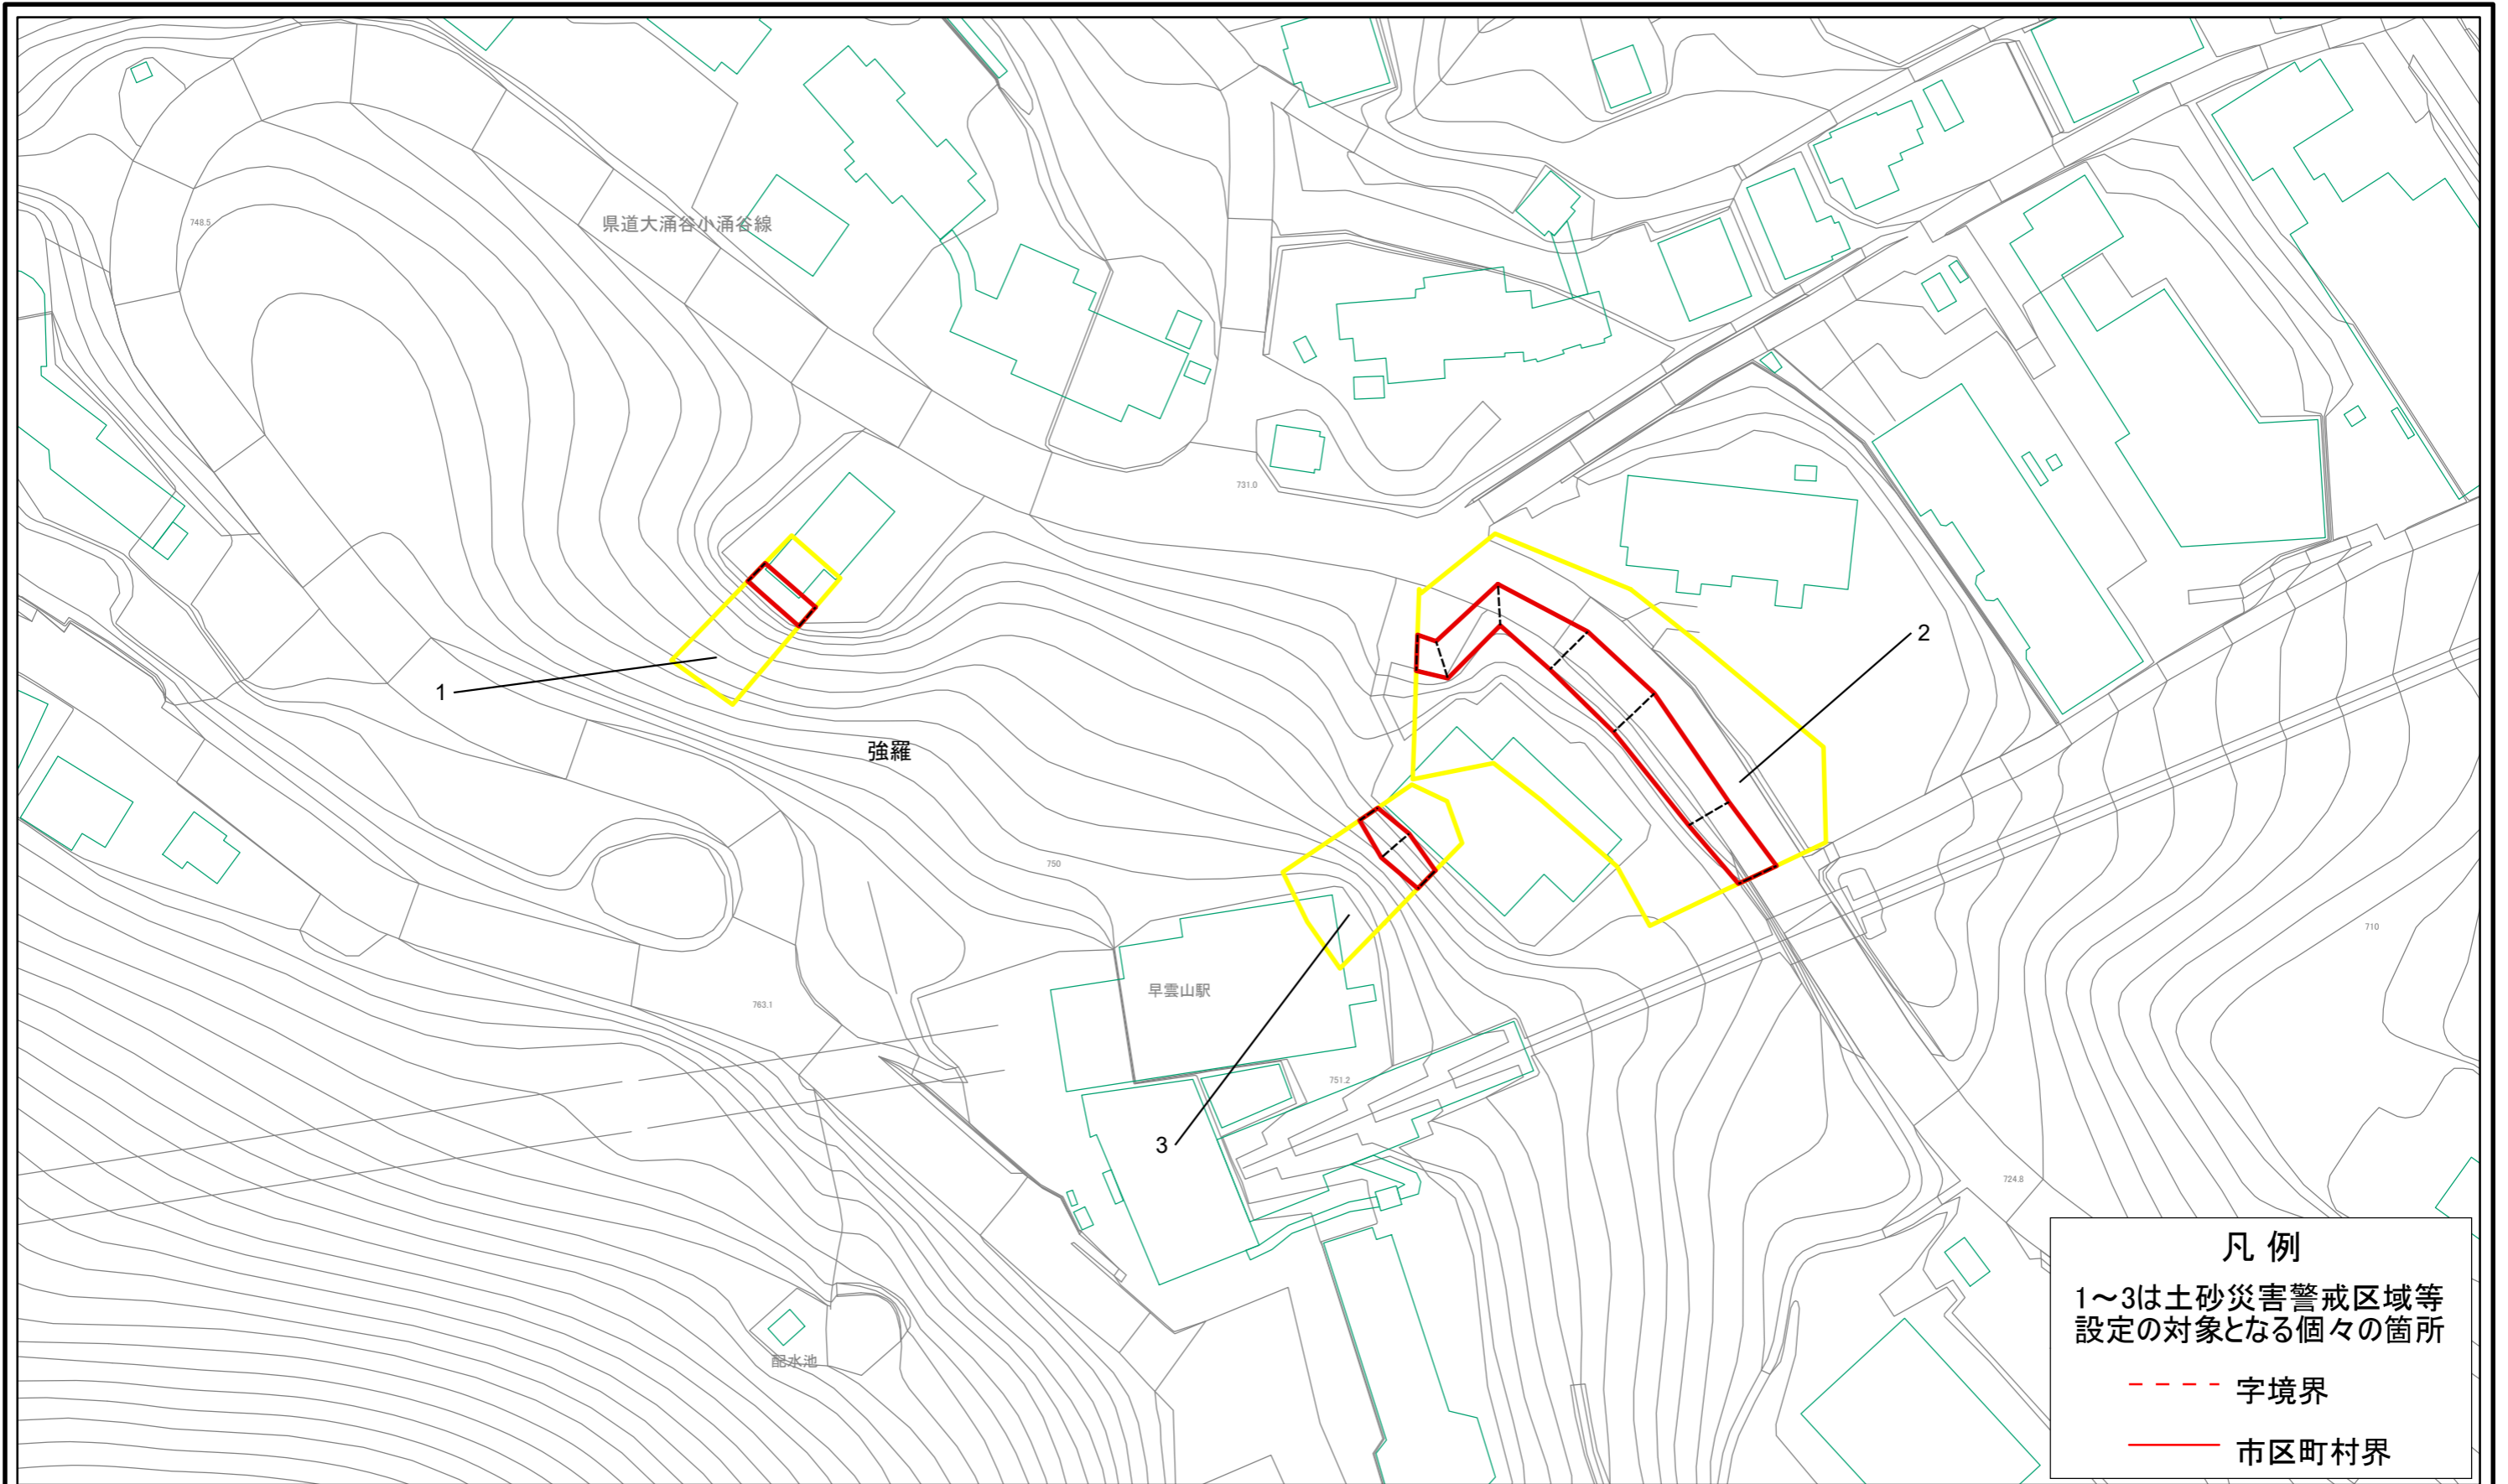 748.5
県道大涌谷小涌谷線
731.0
2
1
強羅
750
710
早雲山駅
763.1
751.2
3
724.8
配水池
凡 例
1～3は土砂災害警戒区域等
設定の対象となる個々の箇所
字境界
市区町村界